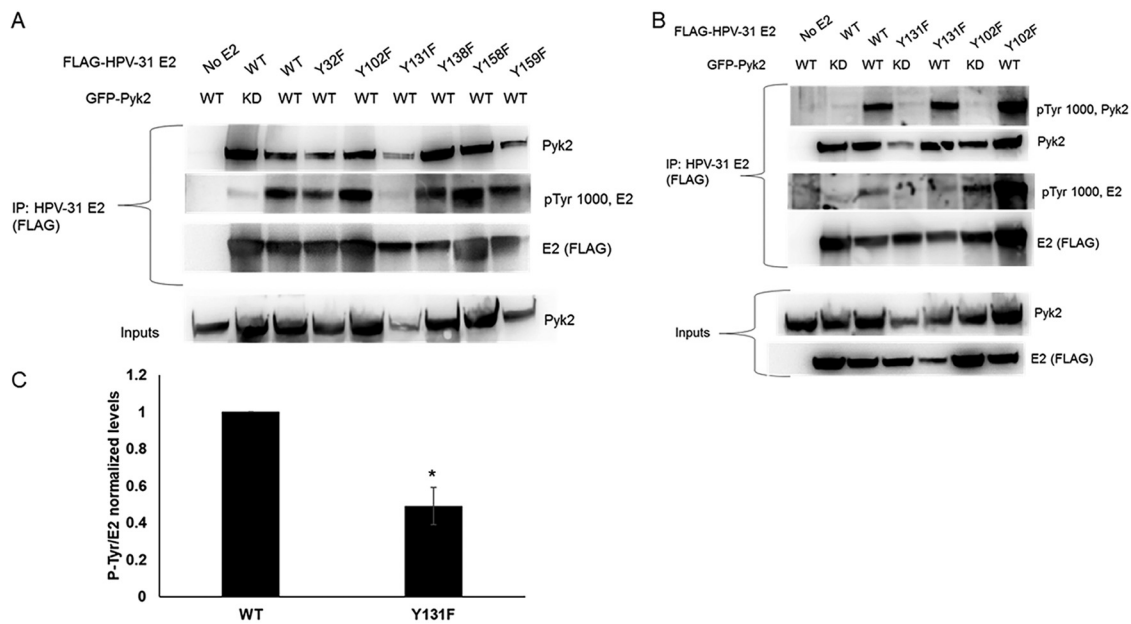 A
FLAG-HPV-31 E2 No E2 WT WT Y32F Y102F Y131F Y138F Y158F Y159F
GFP-Pyk2 WT KD WT WT WT WT WT WT WT
Pyk2
IP: HPV-31 E2
(FLAG)
pTyr 1000, E2
E2 (FLAG)
Inputs
Pyk2
B
FLAG-HPV-31 E2 No E2 WT WT Y131F Y131F Y102F Y102F
GFP-Pyk2 WT KD WT KD WT KD WT
pTyr 1000, Pyk2
IP: HPV-31 E2
(FLAG)
Pyk2
pTyr 1000, E2
E2 (FLAG)
Inputs
Pyk2
E2 (FLAG)
C
P-Tyr/E2 normalized levels
1.2
1
0.8
0.6
0.4
0.2
0
*
WT Y131F